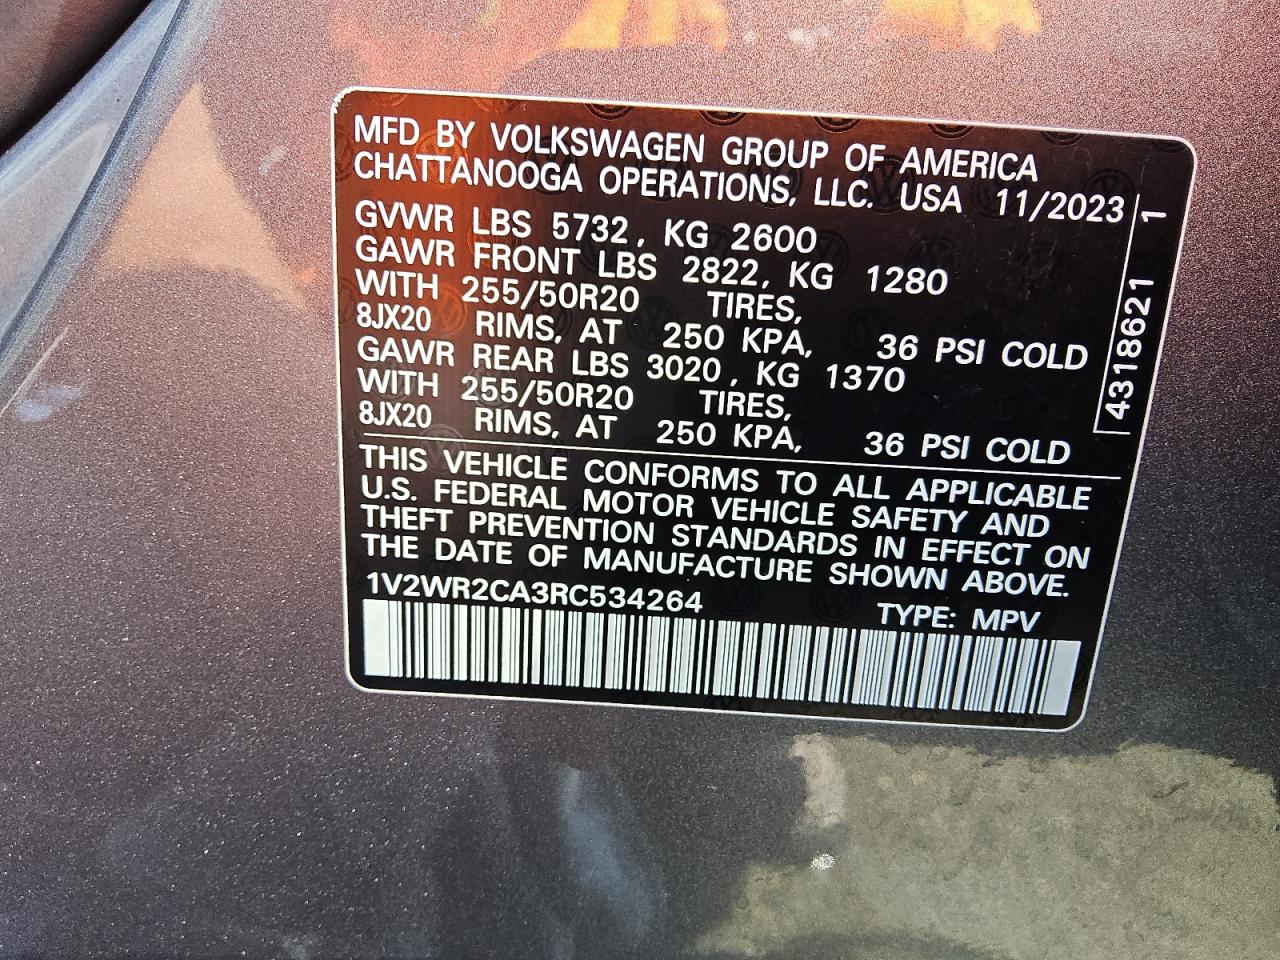 MFD BY VOLKSWAGEN GROUP OF AMERICA
CHATTANOOGA OPERATIONS, LLC. USA 11/2023
GVWR LBS 5732, KG 2600
GAWR FRONT LBS 2822, KG 1280
WITH 255/50R20 TIRES,
8JX20 RIMS, AT 250 KPA, 36 PSI COLD
GAWR REAR LBS 3020, KG 1370
WITH 255/50R20 TIRES,
8JX20 RIMS, AT 250 KPA, 36 PSI COLD
4318621 1
THIS VEHICLE CONFORMS TO ALL APPLICABLE
U.S. FEDERAL MOTOR VEHICLE SAFETY AND
THEFT PREVENTION STANDARDS IN EFFECT ON
THE DATE OF MANUFACTURE SHOWN ABOVE.
1V2WR2CA3RC534264 TYPE: MPV